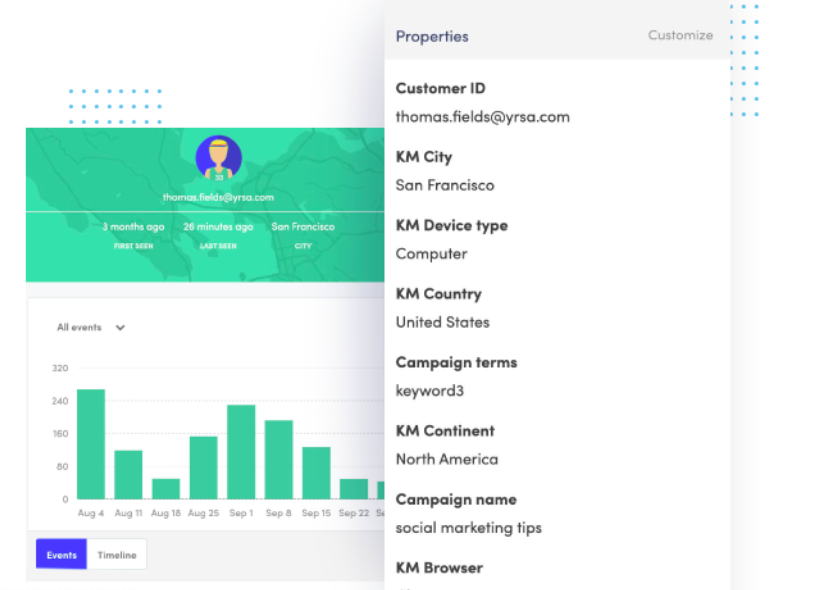 Properties
Customize
Customer ID
thomas.fields@yrsa.com
KM City
San Francisco
KM Device type
Computer
KM Country
United States
Campaign terms
keyword3
KM Continent
North America
Campaign name
social marketing tips
KM Browser
thomas.fields@yrsa.com
3 months ago
FIRST SEEN
26 minutes ago
LAST SEEN
San Francisco
CITY
All events
320
240
160
80
0
Aug 4 Aug 11 Aug 18 Aug 25 Sep 1 Sep 8 Sep 15 Sep 22
Events
Timeline